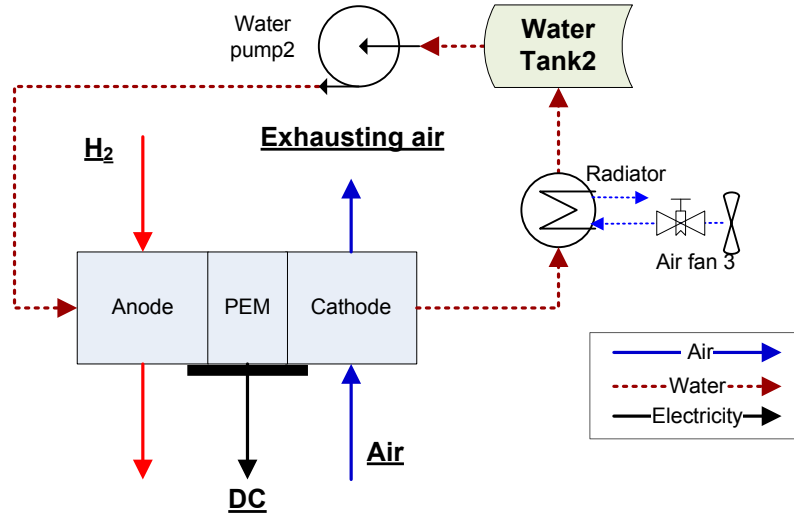 Water
pump2
Water
Tank2
H2
Exhausting air
Radiator
Air fan 3
Anode
PEM
Cathode
Air
Water
Electricity
Air
DC